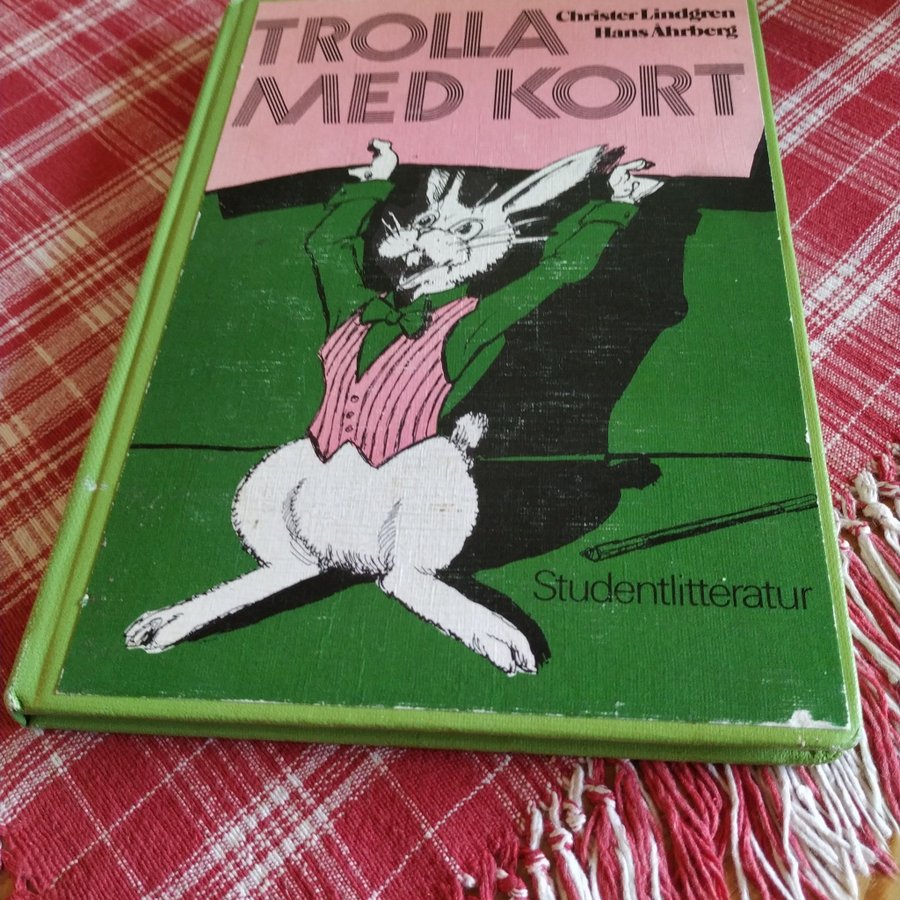 TROLLA
MED KORT
Christer Lindgren
Hans Åhrberg
Studentlitteratur